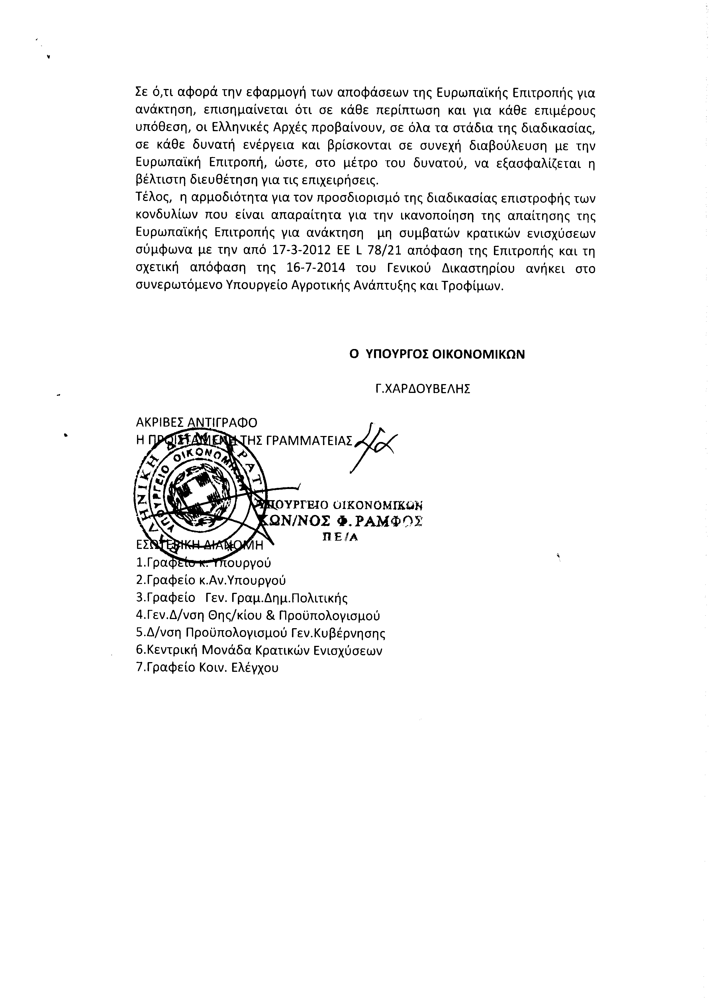 Σε ό,τι αφορά την εφαρμογή των αποφάσεων της Ευρωπαϊκής Επιτροπής για
ανάκτηση, επισημαίνεται ότι σε κάθε περίπτωση και για κάθε επιμέρους
υπόθεση, οι Ελληνικές Αρχές προβαίνουν, σε όλα τα στάδια της διαδικασίας,
σε κάθε δυνατή ενέργεια και βρίσκονται σε συνεχή διαβούλευση με την
Ευρωπαϊκή Επιτροπή, ώστε, στο μέτρο του δυνατού, να εξασφαλίζεται η
βέλτιστη διευθέτηση για τις επιχειρήσεις.
Τέλος, η αρμοδιότητα για τον προσδιορισμό της διαδικασίας επιστροφής των
κονδυλίων που είναι απαραίτητα για την ικανοποίηση της απαίτησης της
Ευρωπαϊκής Επιτροπής για ανάκτηση μη συμβατών κρατικών ενισχύσεων
σύμφωνα με την από 17-3-2012 ΕΕ L 78/21 απόφαση της Επιτροπής και τη
σχετική απόφαση της 16-7-2014 του Γενικού Δικαστηρίου ανήκει στο
συνερωτόμενο Υπουργείο Αγροτικής Ανάπτυξης και Τροφίμων.
Ο ΥΠΟΥΡΓΟΣ ΟΙΚΟΝΟΜΙΚΩΝ
Γ.ΧΑΡΔΟΥΒΕΛΗΣ
ΑΚΡΙΒΕΣ ΑΝΤΙΓΡΑΦΟ
Η ΠΡΟΙΣΤΑΜΕΝΗ ΤΗΣ ΓΡΑΜΜΑΤΕΙΑΣ
ΕΛΛΗΝΙΚΗ ΔΗΜΟΚΡΑΤΙΑ
ΥΠΟΥΡΓΕΙΟ ΟΙΚΟΝΟΜΙΚΩΝ
ΥΠΟΥΡΓΕΙΟ ΟΙΚΟΝΟΜΙΚΩΝ
ΚΩΝ/ΝΟΣ Φ. ΡΑΜΦΟΣ
ΠΕ/Α
ΕΣΩΤΕΡΙΚΗ ΔΙΑΝΟΜΗ
1.Γραφείο κ. Υπουργού
2.Γραφείο κ.Αν.Υπουργού
3.Γραφείο Γεν. Γραμ.Δημ.Πολιτικής
4.Γεν.Δ/νση Θης/κίου & Προϋπολογισμού
5.Δ/νση Προϋπολογισμού Γεν.Κυβέρνησης
6.Κεντρική Μονάδα Κρατικών Ενισχύσεων
7.Γραφείο Κοιν. Ελέγχου